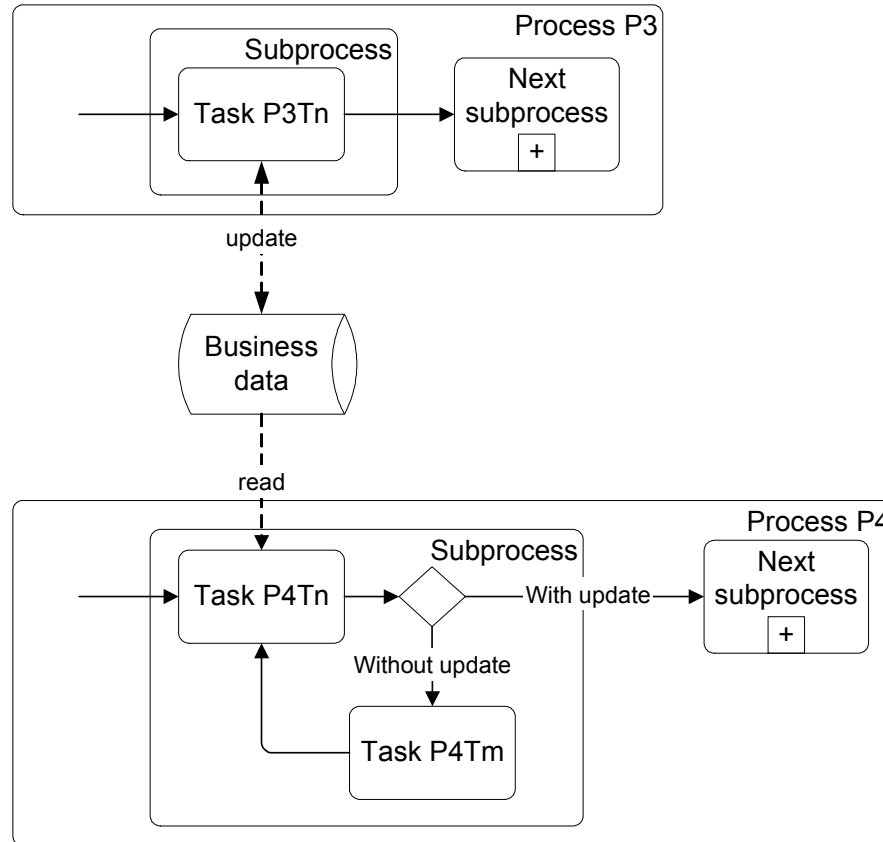 Process P3
Subprocess
Task P3Tn
Next
subprocess
+
update
Business
data
read
Process P4
Subprocess
Task P4Tn
With update
Next
subprocess
+
Without update
Task P4Tm